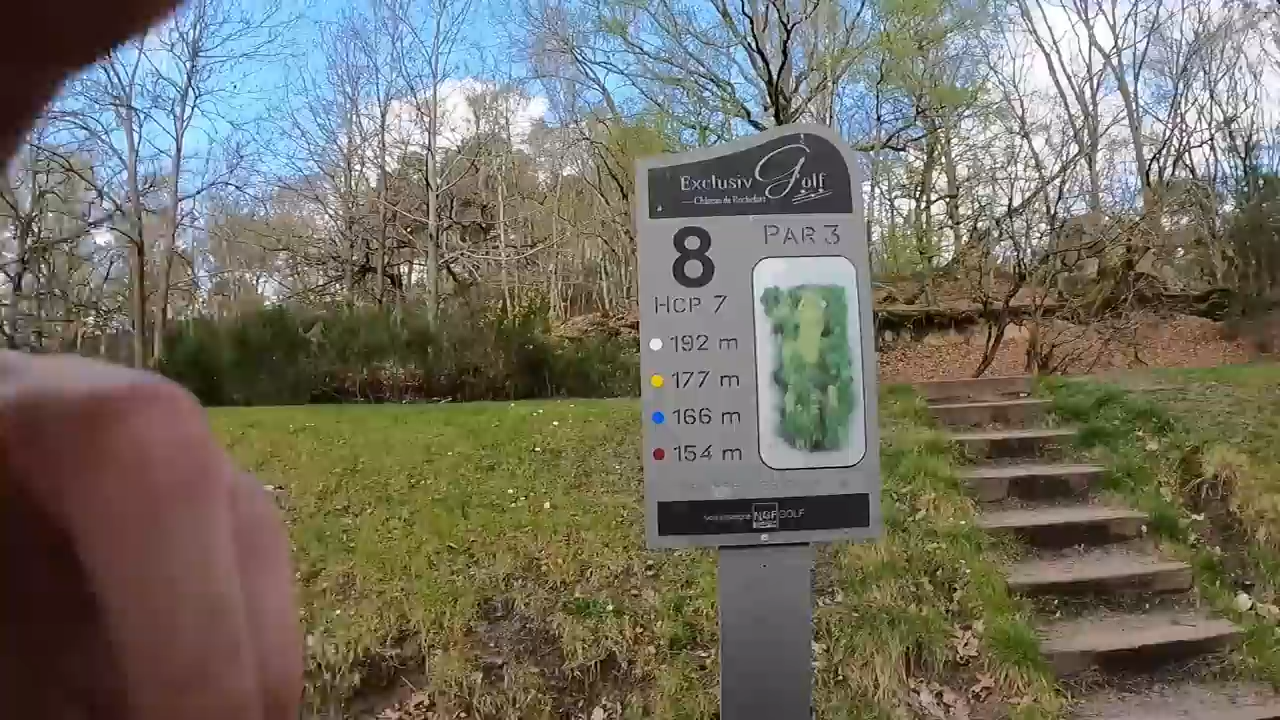 Exclusiv Golf
Château de Rochefort
8
PAR 3
HCP 7
192 m
177 m
166 m
154 m
NGF GOLF